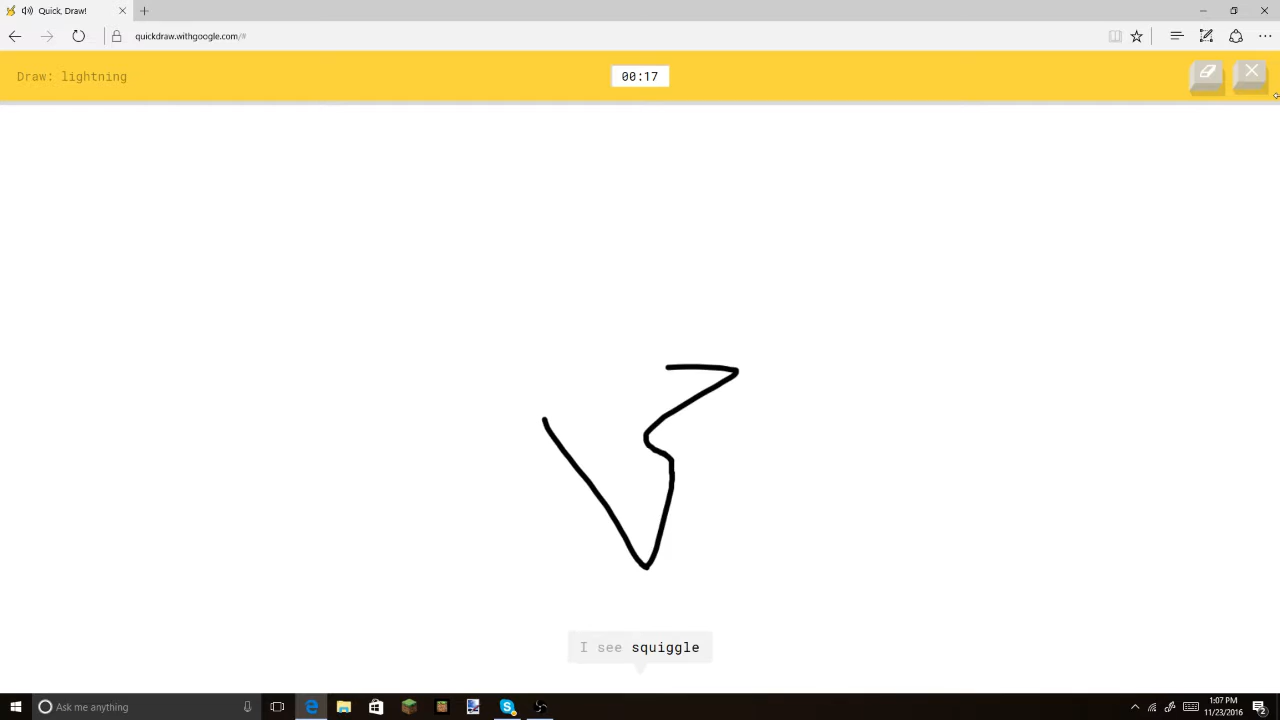 Quick, Draw!
quickdraw.withgoogle.com/#
Draw: lightning
00:17
I see squiggle
Ask me anything
1:07 PM
11/23/2016
2